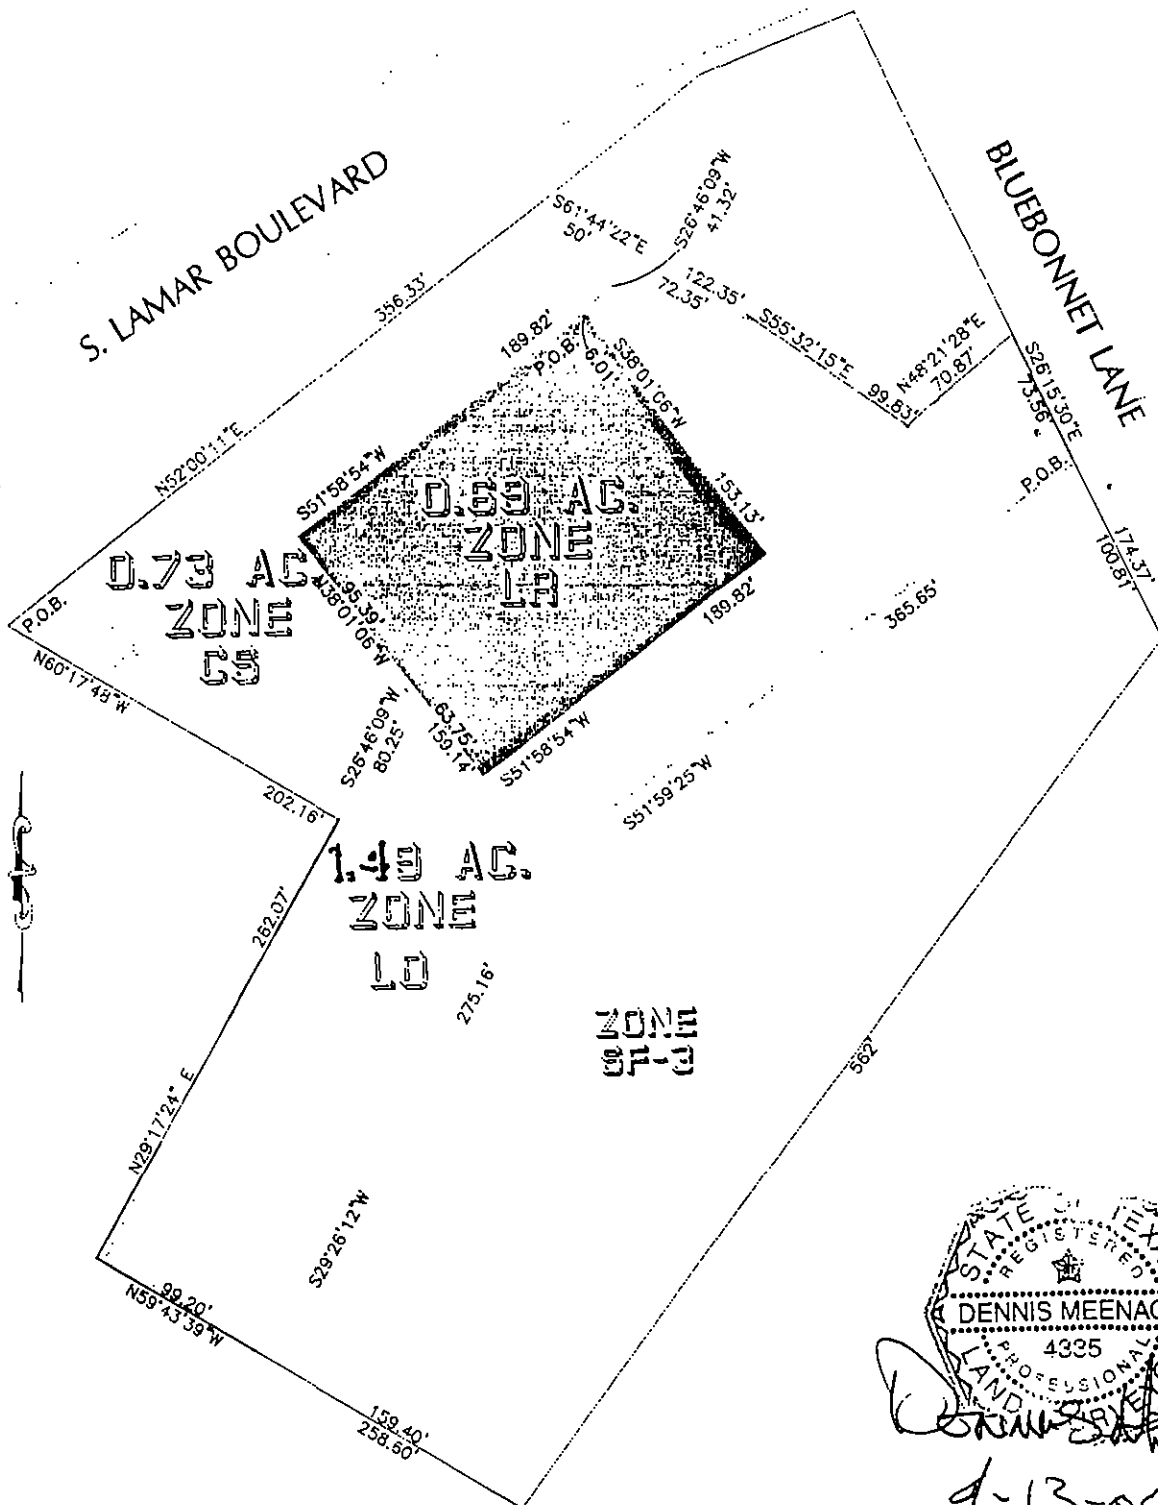 S. LAMAR BOULEVARD
BLUEBONNET LANE
S61°44'22"E
50'
S26°46'09"W
41.32'
356.33'
N52°00'11"E
122.35'
72.35'
S55°32'15"E
99.83'
N48°21'28"E
70.87'
S26°15'30"E
73.56'
P.O.B.
174.37'
100.81'
189.82'
P.O.B.
6.01'
S38°01'06"W
153.13'
S51°58'54"W
0.69 AC.
ZONE
LR
0.73 AC.
ZONE
CS
P.O.B.
N60°17'48"W
202.16'
95.39'
N38°01'06"W
63.75'
159.14'
189.82'
S51°58'54"W
S26°46'09"W
80.25'
365.65'
S51°59'25"W
1.49 AC.
ZONE
LO
262.07'
N29°17'24" E
275.16'
S29°26'12"W
ZONE
SF-3
562'
99.20'
N59°43'39"W
159.40'
258.60'
STATE OF
REGISTERED
DENNIS MEENAC
4335
PROFESSIONAL
LAND